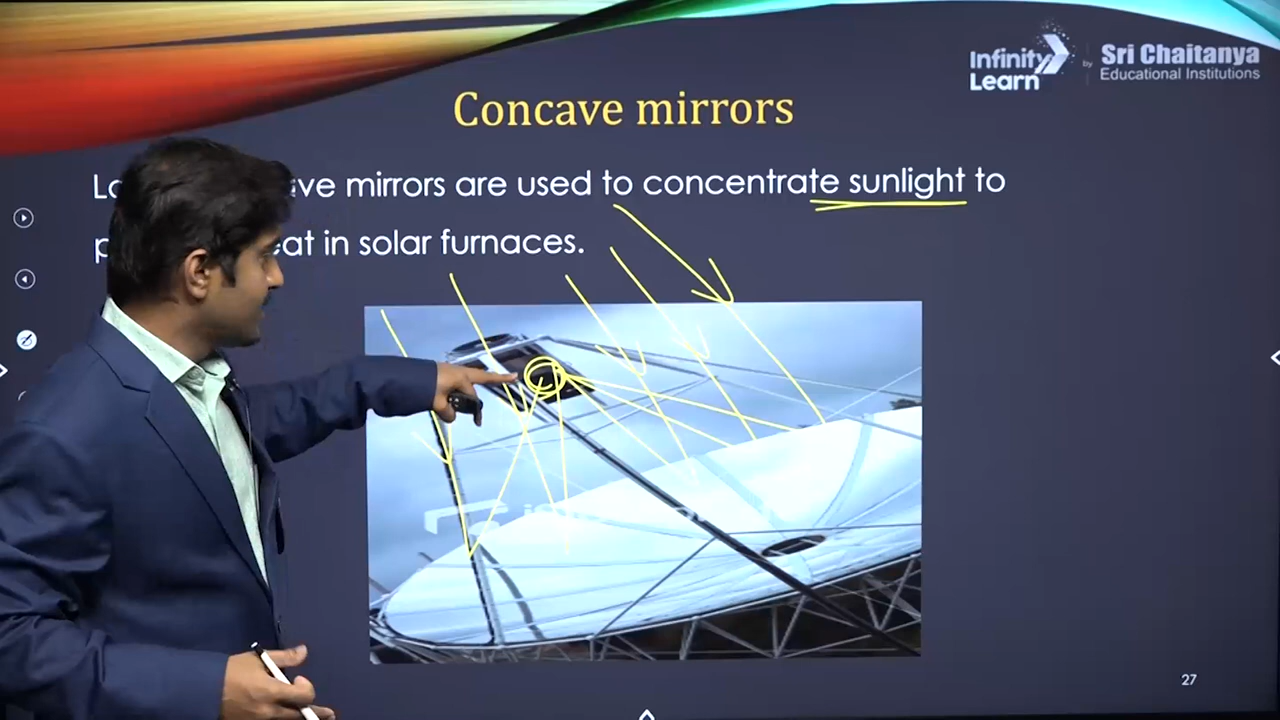 Infinity
Learn
by
Sri Chaitanya
Educational Institutions
Concave mirrors
mirrors are used to concentrate sunlight to
in solar furnaces.
27